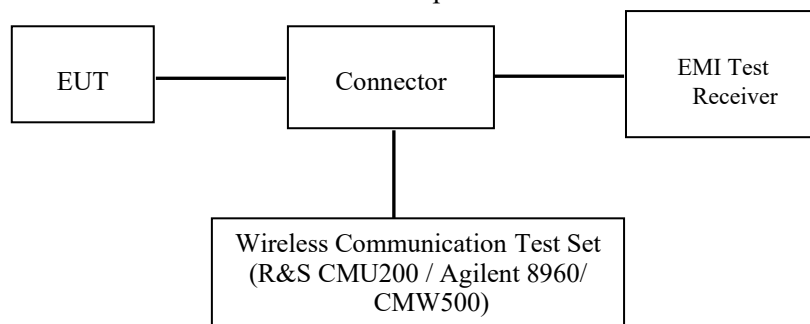 EUT
Connector
EMI Test
Receiver
Wireless Communication Test Set
(R&S CMU200 / Agilent 8960/
CMW500)